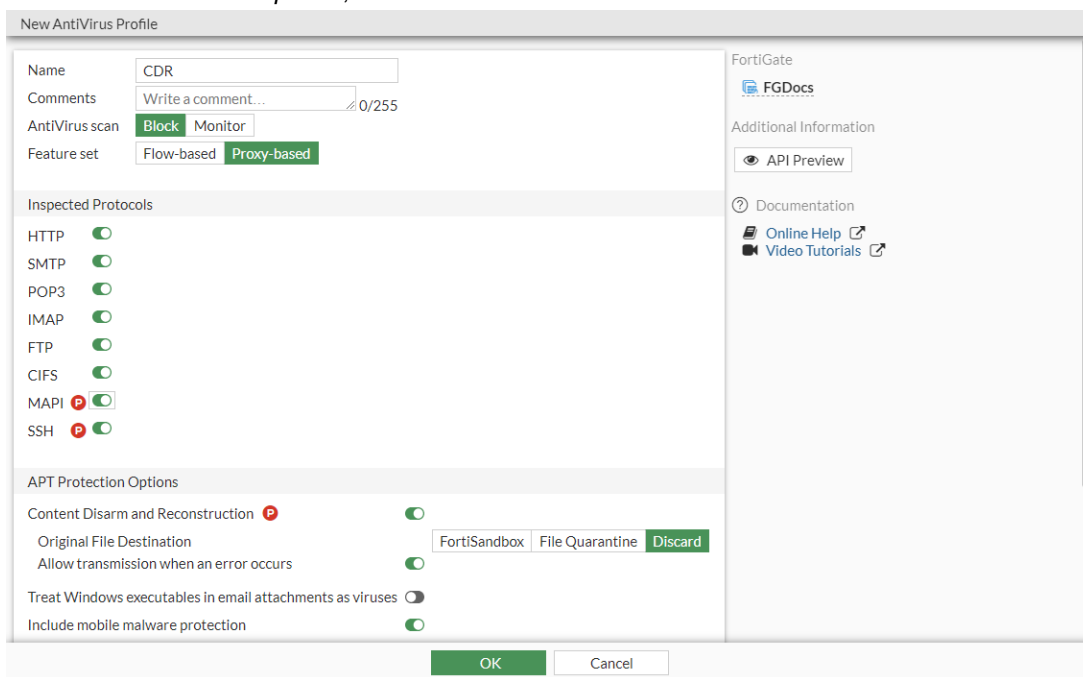 New AntiVirus Profile
Name CDR
Comments Write a comment... 0/255
AntiVirus scan Block Monitor
Feature set Flow-based Proxy-based
Inspected Protocols
HTTP
SMTP
POP3
IMAP
FTP
CIFS
MAPI P
SSH P
APT Protection Options
Content Disarm and Reconstruction P
Original File Destination FortiSandbox File Quarantine Discard
Allow transmission when an error occurs
Treat Windows executables in email attachments as viruses
Include mobile malware protection
OK Cancel
FortiGate
FGDocs
Additional Information
API Preview
? Documentation
Online Help
Video Tutorials